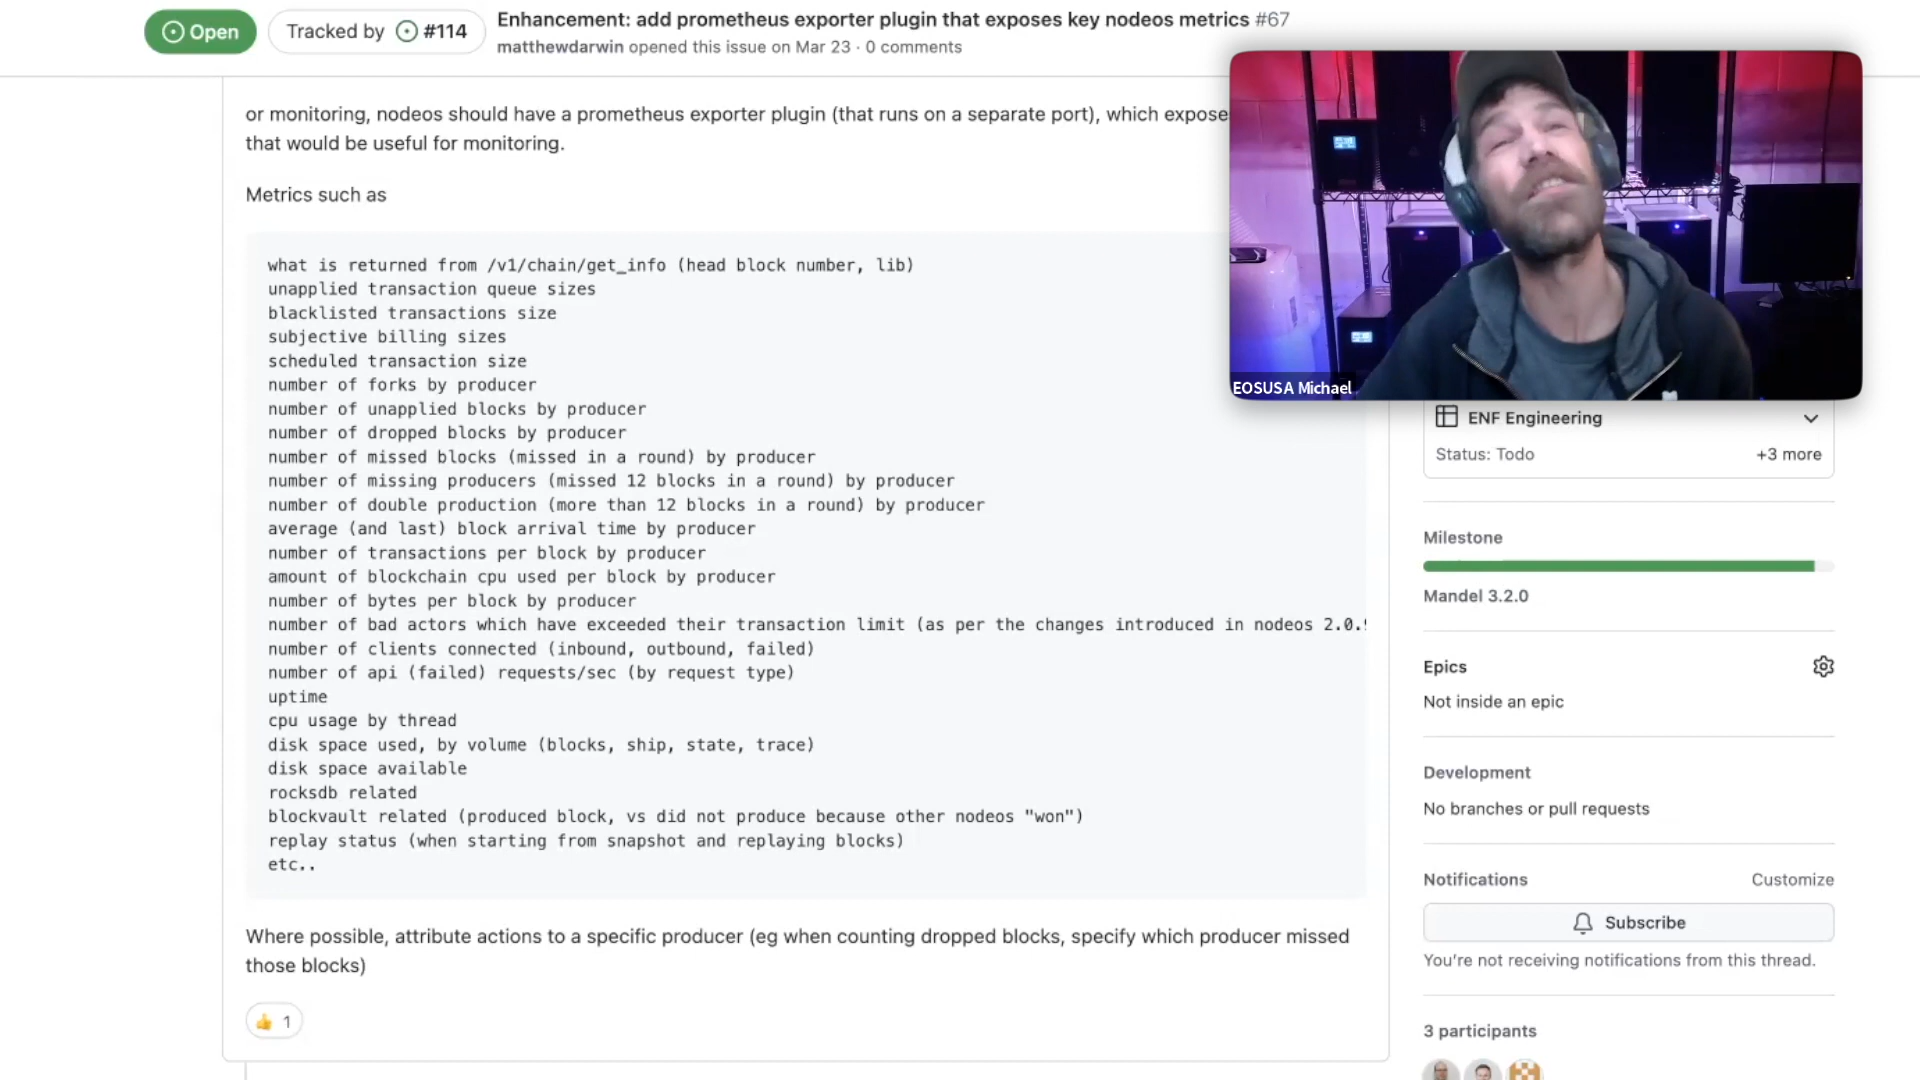 Open
Tracked by #114
Enhancement: add prometheus exporter plugin that exposes key nodeos metrics #67
matthewdarwin opened this issue on Mar 23 · 0 comments
or monitoring, nodeos should have a prometheus exporter plugin (that runs on a separate port), which expose
that would be useful for monitoring.
Metrics such as
what is returned from /v1/chain/get_info (head block number, lib)
unapplied transaction queue sizes
blacklisted transactions size
subjective billing sizes
scheduled transaction size
number of forks by producer
number of unapplied blocks by producer
number of dropped blocks by producer
number of missed blocks (missed in a round) by producer
number of missing producers (missed 12 blocks in a round) by producer
number of double production (more than 12 blocks in a round) by producer
average (and last) block arrival time by producer
number of transactions per block by producer
amount of blockchain cpu used per block by producer
number of bytes per block by producer
number of bad actors which have exceeded their transaction limit (as per the changes introduced in nodeos 2.0.9
number of clients connected (inbound, outbound, failed)
number of api (failed) requests/sec (by request type)
uptime
cpu usage by thread
disk space used, by volume (blocks, ship, state, trace)
disk space available
rocksdb related
blockvault related (produced block, vs did not produce because other nodeos "won")
replay status (when starting from snapshot and replaying blocks)
etc..
Where possible, attribute actions to a specific producer (eg when counting dropped blocks, specify which producer missed
those blocks)
👍 1
EOSUSA Michael
ENF Engineering
Status: Todo
+3 more
Milestone
Mandel 3.2.0
Epics
Not inside an epic
Development
No branches or pull requests
Notifications
Customize
Subscribe
You're not receiving notifications from this thread.
3 participants